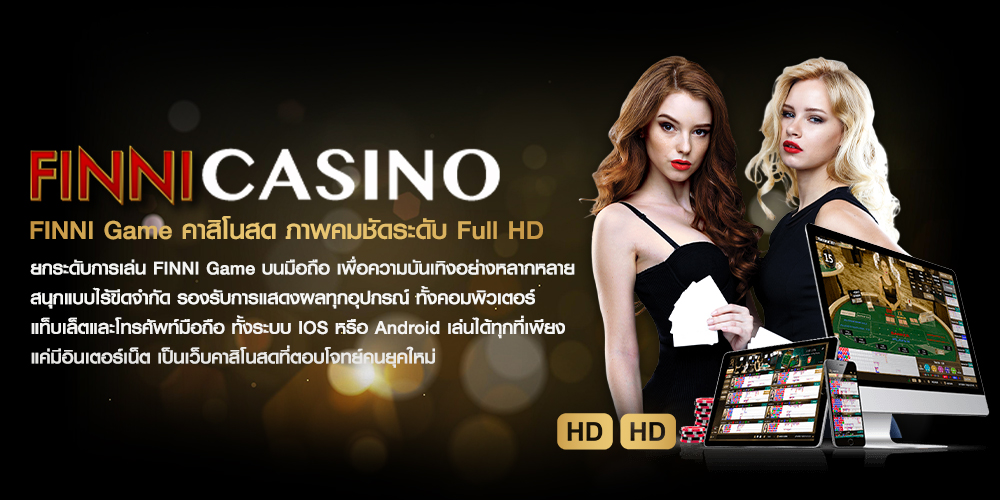 FINNI CASINO
FINNI Game คาสิโนสด ภาพคมชัดระดับ Full HD
ยกระดับการเล่น FINNI Game บนมือถือ เพื่อความบันเทิงอย่างหลากหลาย
สนุกแบบไร้ขีดจำกัด รองรับการแสดงผลทุกอุปกรณ์ ทั้งคอมพิวเตอร์
แท็บเล็ตและโทรศัพท์มือถือ ทั้งระบบ IOS หรือ Android เล่นได้ทุกที่เพียง
แค่มีอินเตอร์เน็ต เป็นเว็บคาสิโนสดที่ตอบโจทย์คนยุคใหม่
15
HD HD